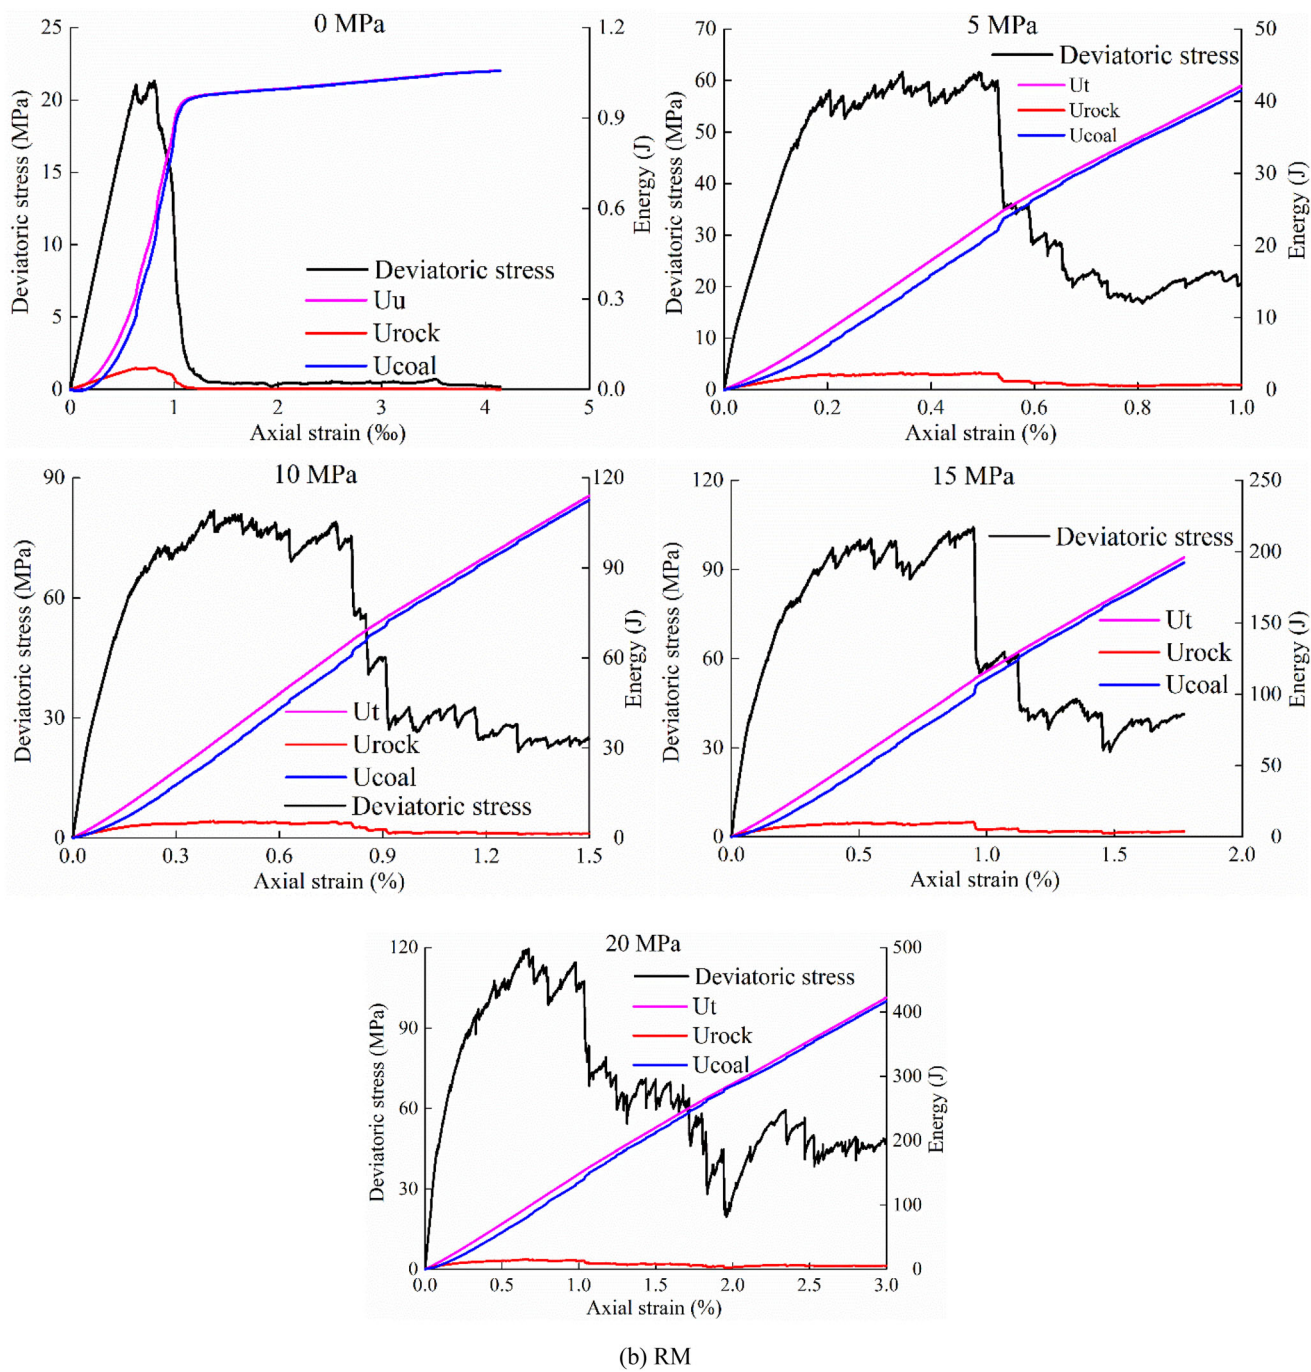 0 MPa
25
20
15
10
5
0
Deviatoric stress (MPa)
1.2
0.9
0.6
0.3
0.0
Energy (J)
Deviatoric stress
Uu
Urock
Ucoal
0 1 2 3 4 5
Axial strain (‰)
5 MPa
70
60
50
40
30
20
10
0
Deviatoric stress (MPa)
50
40
30
20
10
0
Energy (J)
Deviatoric stress
Ut
Urock
Ucoal
0.0 0.2 0.4 0.6 0.8 1.0
Axial strain (%)
10 MPa
90
60
30
0
Deviatoric stress (MPa)
120
90
60
30
0
Energy (J)
Ut
Urock
Ucoal
Deviatoric stress
0.0 0.3 0.6 0.9 1.2 1.5
Axial strain (%)
15 MPa
120
90
60
30
0
Deviatoric stress (MPa)
250
200
150
100
50
0
Energy (J)
Deviatoric stress
Ut
Urock
Ucoal
0.0 0.5 1.0 1.5 2.0
Axial strain (%)
20 MPa
120
90
60
30
0
Deviatoric stress (MPa)
500
400
300
200
100
0
Energy (J)
Deviatoric stress
Ut
Urock
Ucoal
0.0 0.5 1.0 1.5 2.0 2.5 3.0
Axial strain (%)
(b) RM